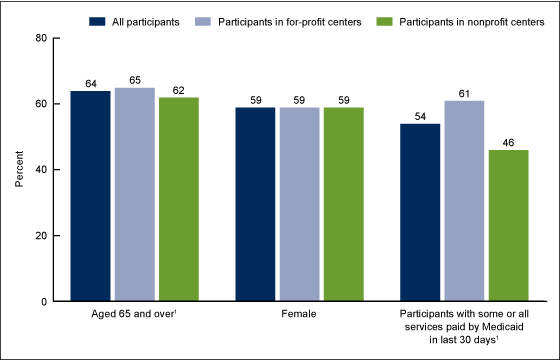 All participants Participants in for-profit centers Participants in nonprofit centers
80
60
40
20
0
Percent
64 65 62
59 59 59
54 61 46
Aged 65 and over¹
Female
Participants with some or all
services paid by Medicaid
in last 30 days¹